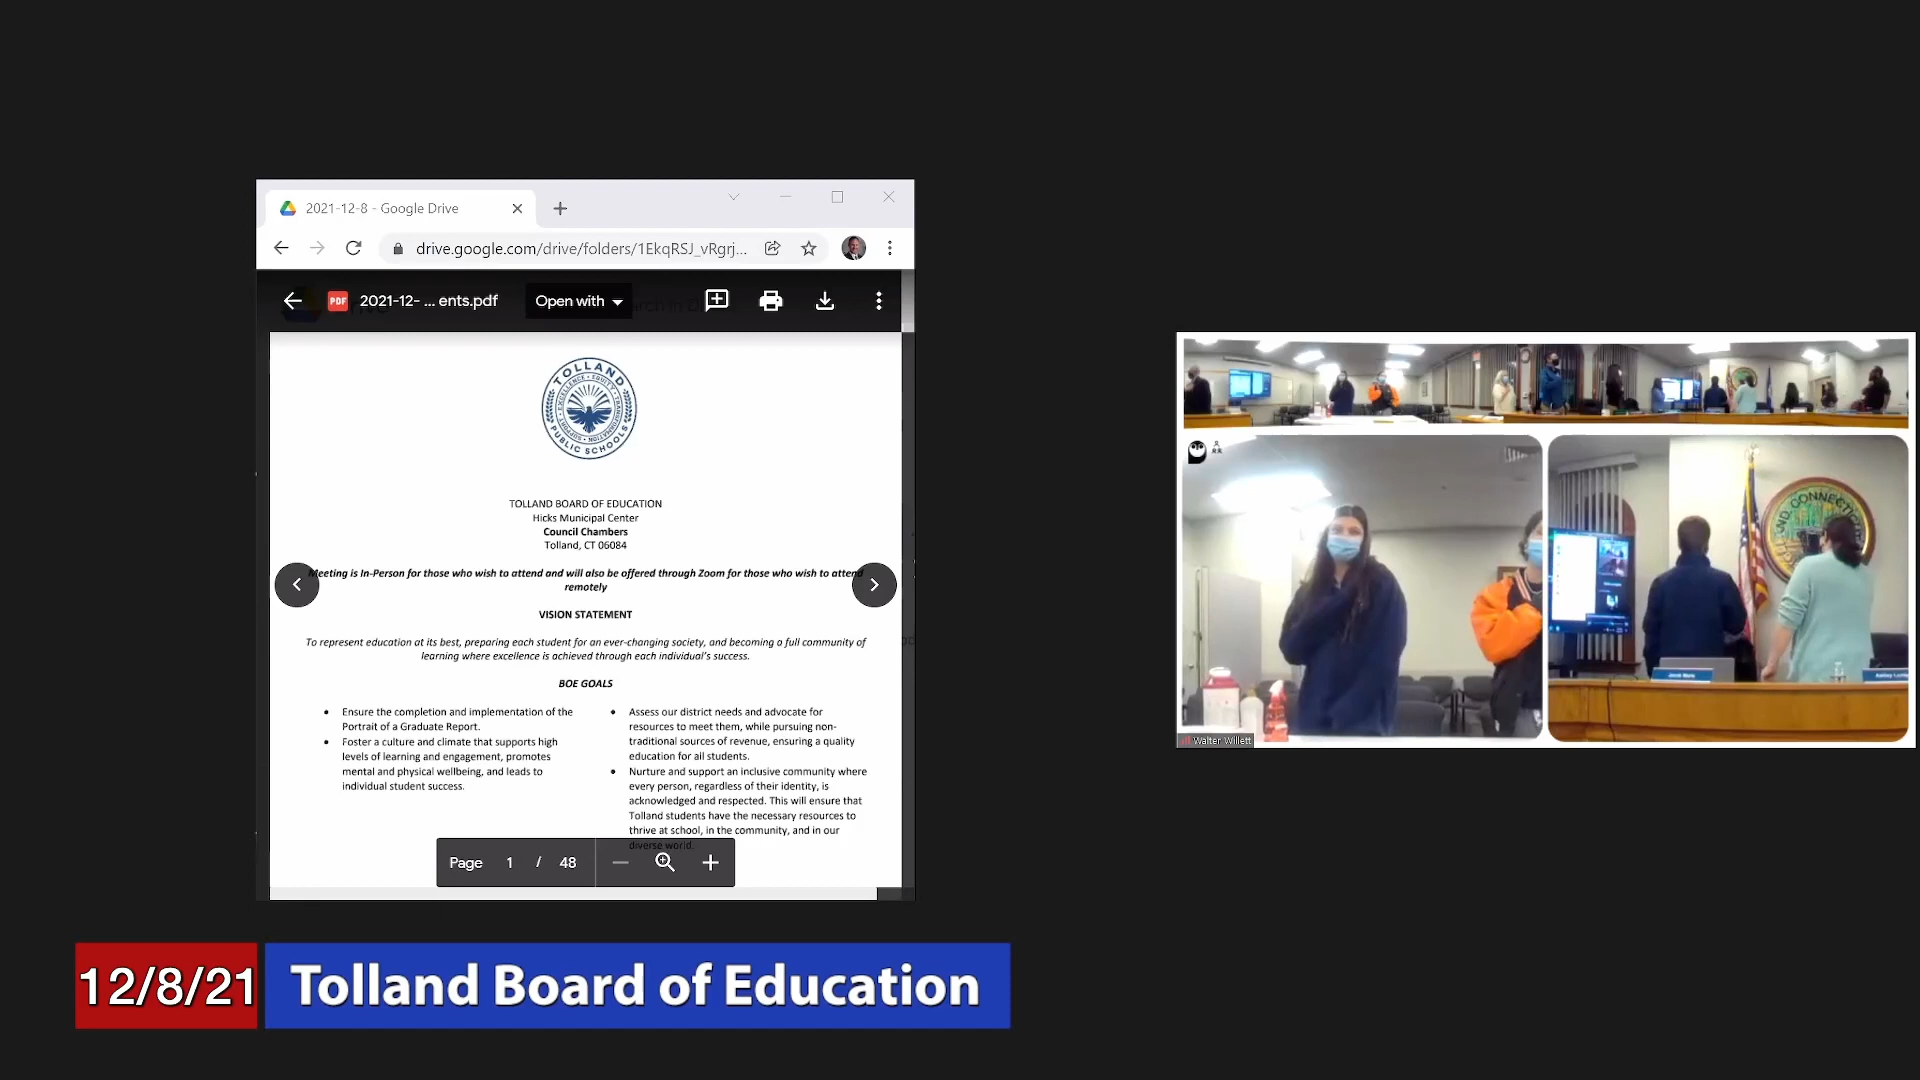 2021-12-8 - Google Drive
drive.google.com/drive/folders/1EkqRSJ_vRgrj...
PDF
2021-12- ... ents.pdf
Open with
TOLLAND
EXCELLENCE • EQUITY • TRANSFORMATION • SUPPORT
PUBLIC SCHOOLS
TOLLAND BOARD OF EDUCATION
Hicks Municipal Center
Council Chambers
Tolland, CT 06084
Meeting is In-Person for those who wish to attend and will also be offered through Zoom for those who wish to attend
remotely
VISION STATEMENT
To represent education at its best, preparing each student for an ever-changing society, and becoming a full community of
learning where excellence is achieved through each individual's success.
BOE GOALS
• Ensure the completion and implementation of the
Portrait of a Graduate Report.
• Foster a culture and climate that supports high
levels of learning and engagement, promotes
mental and physical wellbeing, and leads to
individual student success.
• Assess our district needs and advocate for
resources to meet them, while pursuing non-
traditional sources of revenue, ensuring a quality
education for all students.
• Nurture and support an inclusive community where
every person, regardless of their identity, is
acknowledged and respected. This will ensure that
Tolland students have the necessary resources to
thrive at school, in the community, and in our
diverse world.
Page 1 / 48
CONNECTICUT
Walter Willett
12/8/21
Tolland Board of Education